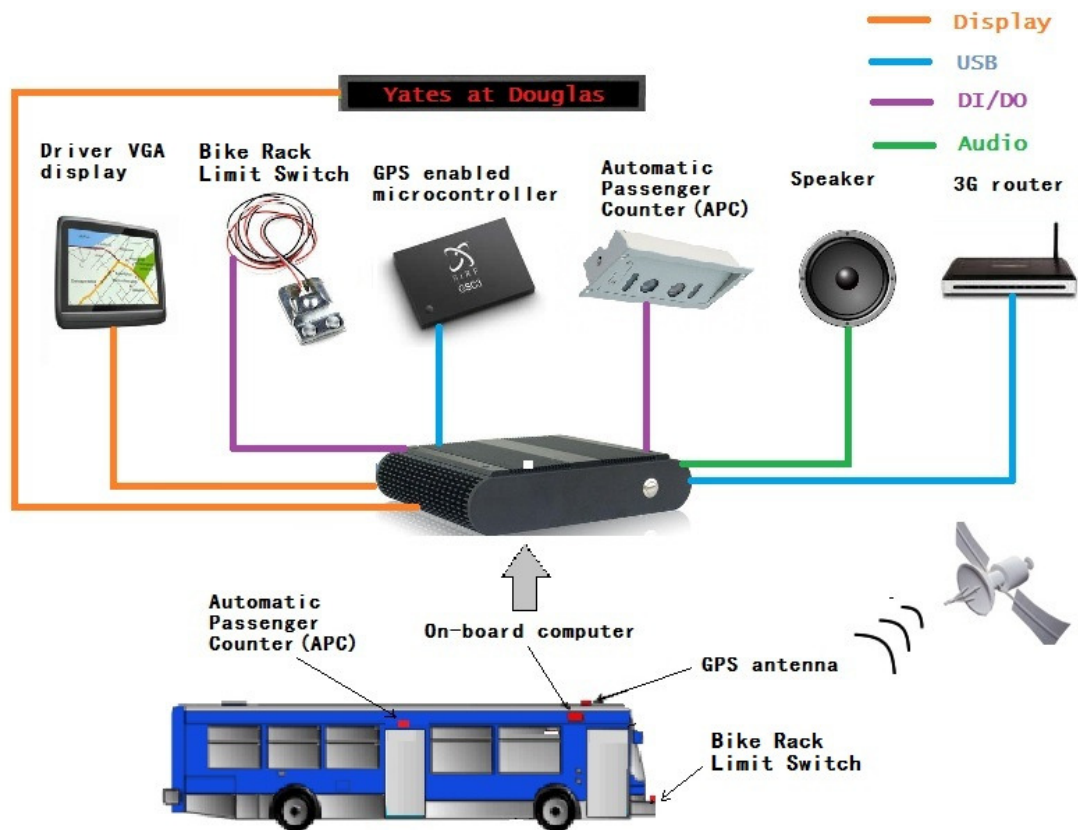 Display
USB
DI/DO
Audio
Yates at Douglas
Driver VGA
display
Bike Rack
Limit Switch
GPS enabled
microcontroller
Automatic
Passenger
Counter(APC)
Speaker
3G router
SiRF
GSC3
Automatic
Passenger
Counter(APC)
On-board computer
GPS antenna
Bike Rack
Limit Switch